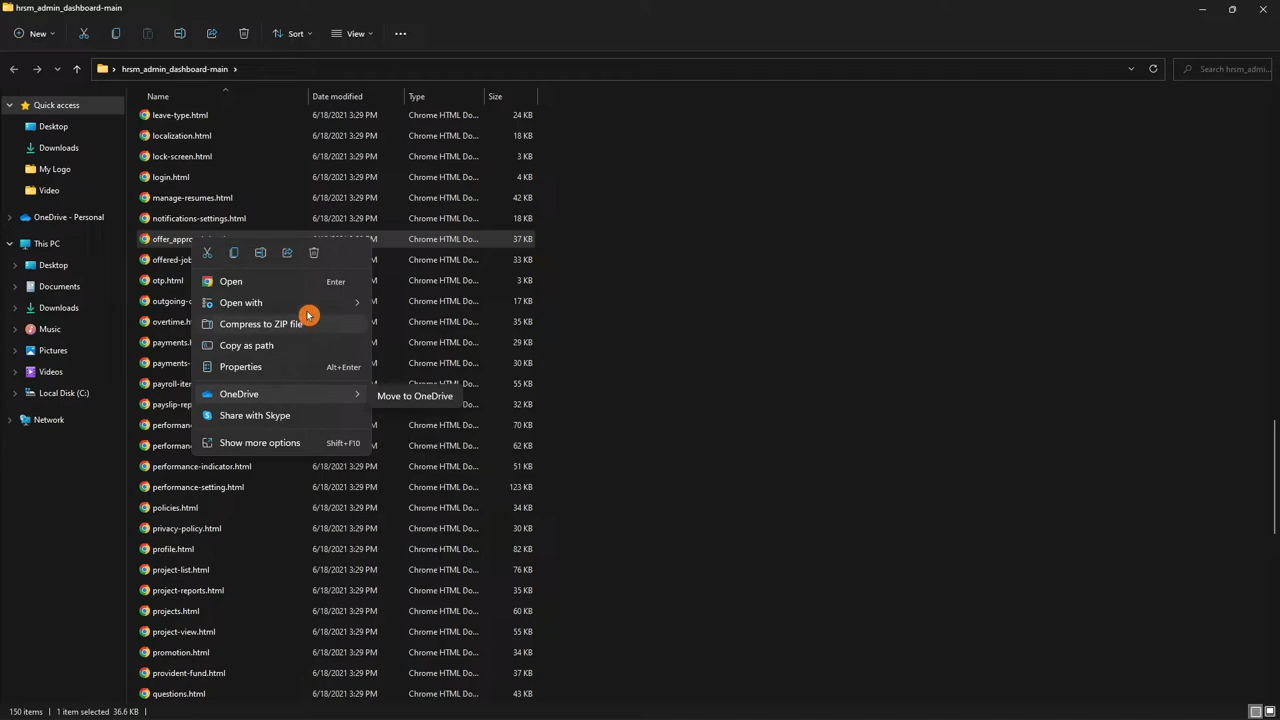 hrsm_admin_dashboard-main
New Sort View
hrsm_admin_dashboard-main Search hrsm_admi...
Name Date modified Type Size
Quick access
Desktop
Downloads
My Logo
Video
OneDrive - Personal
This PC
Desktop
Documents
Downloads
Music
Pictures
Videos
Local Disk (C:)
Network
leave-type.html 6/18/2021 3:29 PM Chrome HTML Do... 24 KB
localization.html 6/18/2021 3:29 PM Chrome HTML Do... 18 KB
lock-screen.html 6/18/2021 3:29 PM Chrome HTML Do... 3 KB
login.html 6/18/2021 3:29 PM Chrome HTML Do... 4 KB
manage-resumes.html 6/18/2021 3:29 PM Chrome HTML Do... 42 KB
notifications-settings.html 6/18/2021 3:29 PM Chrome HTML Do... 18 KB
offer_appro Chrome HTML Do... 37 KB
offered-job Chrome HTML Do... 33 KB
otp.html Chrome HTML Do... 3 KB
outgoing-c Chrome HTML Do... 17 KB
overtime.h Chrome HTML Do... 35 KB
payments.h Chrome HTML Do... 29 KB
payments- Chrome HTML Do... 30 KB
payroll-iter Chrome HTML Do... 55 KB
payslip-rep Chrome HTML Do... 32 KB
performan Chrome HTML Do... 70 KB
performan Chrome HTML Do... 62 KB
performance-indicator.html 6/18/2021 3:29 PM Chrome HTML Do... 51 KB
performance-setting.html 6/18/2021 3:29 PM Chrome HTML Do... 123 KB
policies.html 6/18/2021 3:29 PM Chrome HTML Do... 34 KB
privacy-policy.html 6/18/2021 3:29 PM Chrome HTML Do... 30 KB
profile.html 6/18/2021 3:29 PM Chrome HTML Do... 82 KB
project-list.html 6/18/2021 3:29 PM Chrome HTML Do... 76 KB
project-reports.html 6/18/2021 3:29 PM Chrome HTML Do... 35 KB
projects.html 6/18/2021 3:29 PM Chrome HTML Do... 60 KB
project-view.html 6/18/2021 3:29 PM Chrome HTML Do... 55 KB
promotion.html 6/18/2021 3:29 PM Chrome HTML Do... 34 KB
provident-fund.html 6/18/2021 3:29 PM Chrome HTML Do... 37 KB
questions.html 6/18/2021 3:29 PM Chrome HTML Do... 43 KB
Open Enter
Open with
Compress to ZIP file
Copy as path
Properties Alt+Enter
OneDrive
Move to OneDrive
Share with Skype
Show more options Shift+F10
150 items 1 item selected 36.6 KB